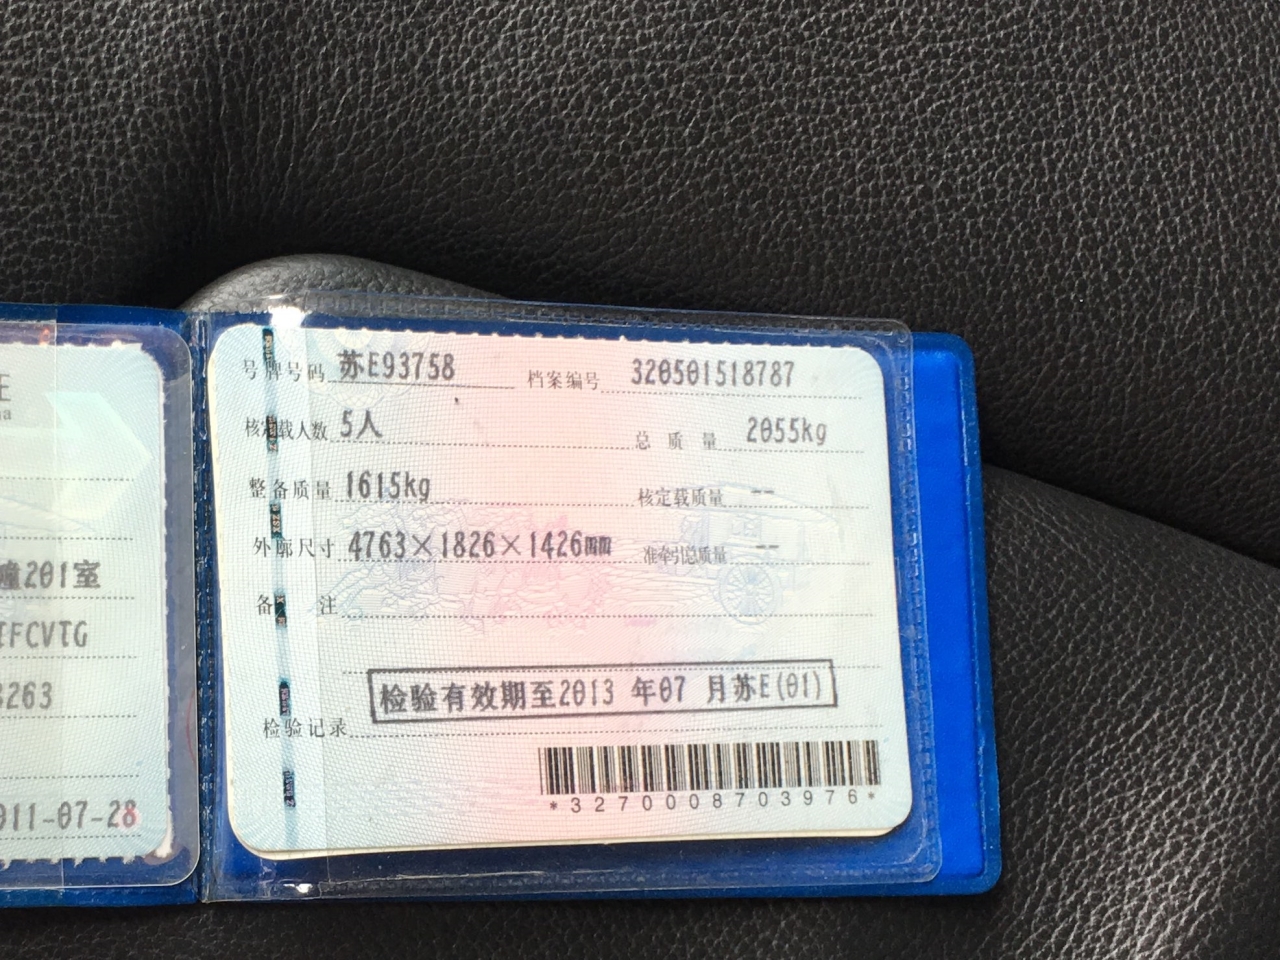 号牌号码 苏E93758 档案编号 320501518787
核定载人数 5人 总质量 2055kg
整备质量 1615kg 核定载质量 --
外廓尺寸 4763×1826×1426mm 准牵引总质量 --
备注
检验有效期至2013 年07 月苏E(01)
检验记录
*3270008703976*
201室
FCVTG
263
011-07-28